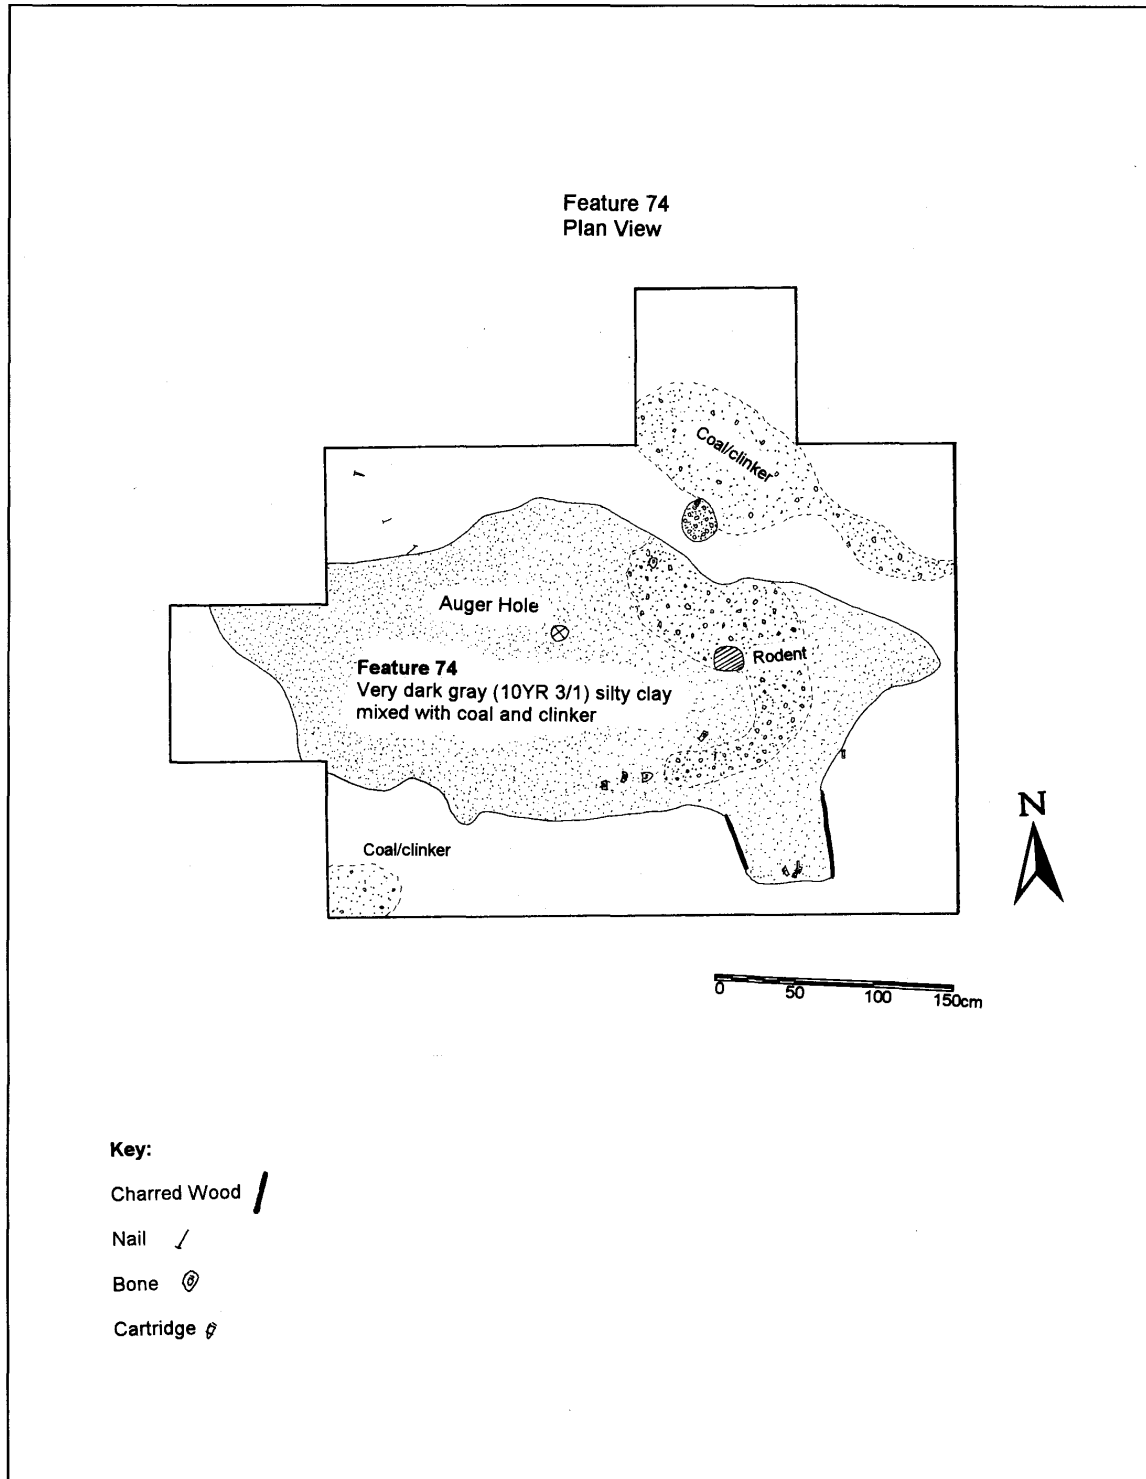 Feature 74
Plan View
Coal/clinker
Auger Hole
Rodent
Feature 74
Very dark gray (10YR 3/1) silty clay
mixed with coal and clinker
Coal/clinker
N
0 50 100 150cm
Key:
Charred Wood
Nail
Bone
Cartridge